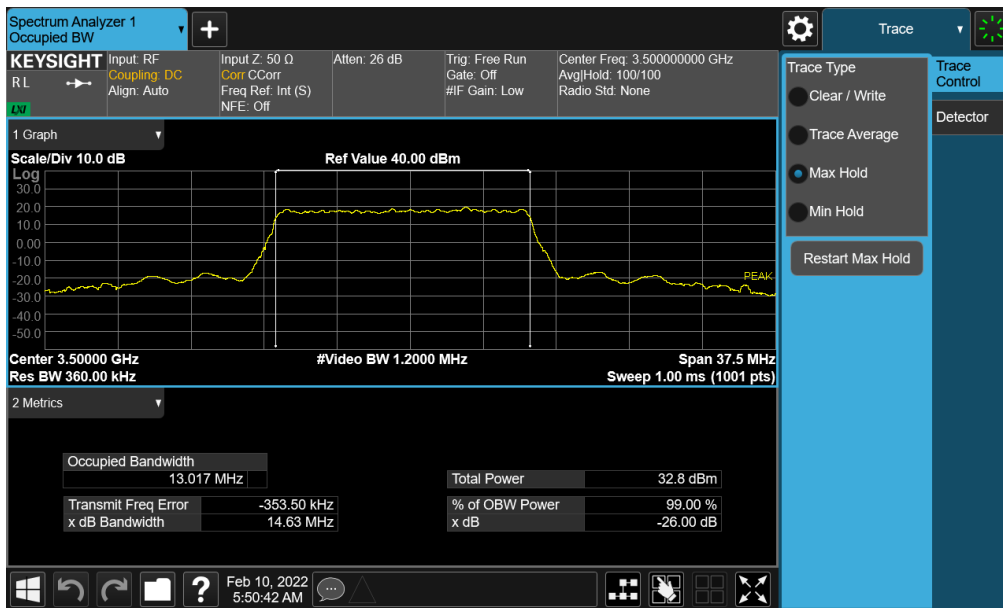 Spectrum Analyzer 1
Occupied BW
+
Trace
KEYSIGHT Input: RF Input Z: 50 Ω Atten: 26 dB Trig: Free Run Center Freq: 3.500000000 GHz
R L Coupling: DC Corr CCorr Gate: Off Avg|Hold: 100/100
Align: Auto Freq Ref: Int (S) #IF Gain: Low Radio Std: None
LXI NFE: Off
Trace Type
Trace
Control
Clear / Write
Detector
Trace Average
Max Hold
Min Hold
Restart Max Hold
1 Graph
Scale/Div 10.0 dB Ref Value 40.00 dBm
Log
30.0
20.0
10.0
0.00
-10.0
-20.0
-30.0
-40.0
-50.0
PEAK
Center 3.50000 GHz #Video BW 1.2000 MHz Span 37.5 MHz
Res BW 360.00 kHz Sweep 1.00 ms (1001 pts)
2 Metrics
Occupied Bandwidth
13.017 MHz Total Power 32.8 dBm
Transmit Freq Error -353.50 kHz % of OBW Power 99.00 %
x dB Bandwidth 14.63 MHz x dB -26.00 dB
? Feb 10, 2022
5:50:42 AM